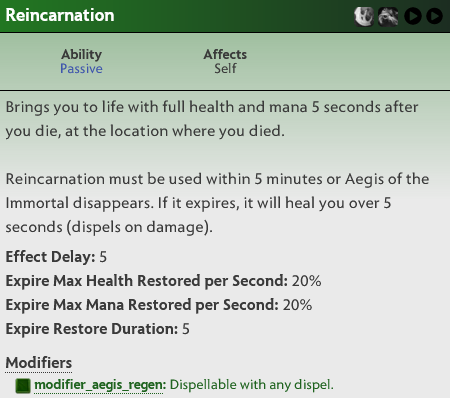 Reincarnation
Ability
Passive
Affects
Self
Brings you to life with full health and mana 5 seconds after
you die, at the location where you died.
Reincarnation must be used within 5 minutes or Aegis of the
Immortal disappears. If it expires, it will heal you over 5
seconds (dispels on damage).
Effect Delay: 5
Expire Max Health Restored per Second: 20%
Expire Max Mana Restored per Second: 20%
Expire Restore Duration: 5
Modifiers
modifier_aegis_regen: Dispellable with any dispel.